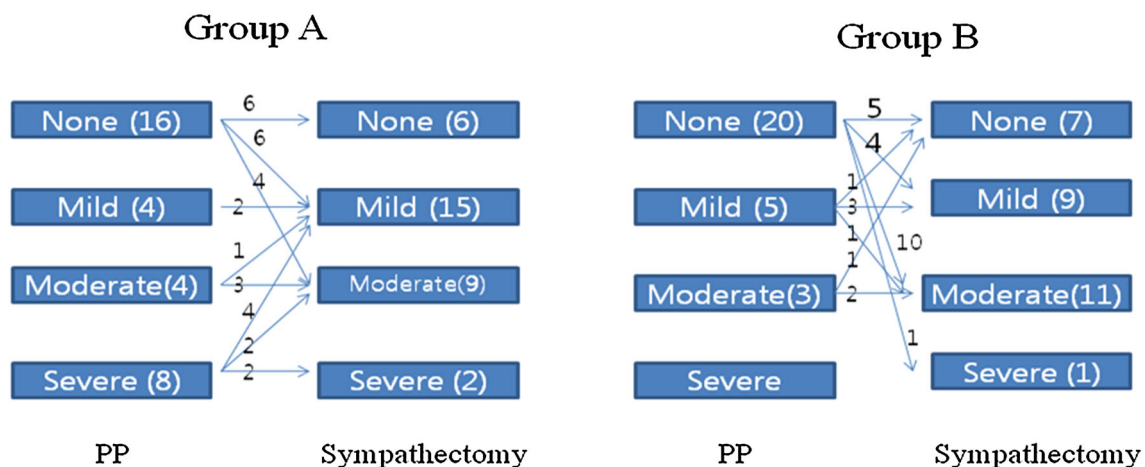 Group A
None (16)
6
None (6)
6
4
Mild (4)
2
Mild (15)
1
Moderate(4)
3
Moderate(9)
4
2
Severe (8)
2
Severe (2)
PP
Sympathectomy
Group B
None (20)
5
None (7)
4
1
Mild (5)
3
Mild (9)
1
10
1
Moderate(3)
2
Moderate(11)
1
Severe
Severe (1)
PP
Sympathectomy